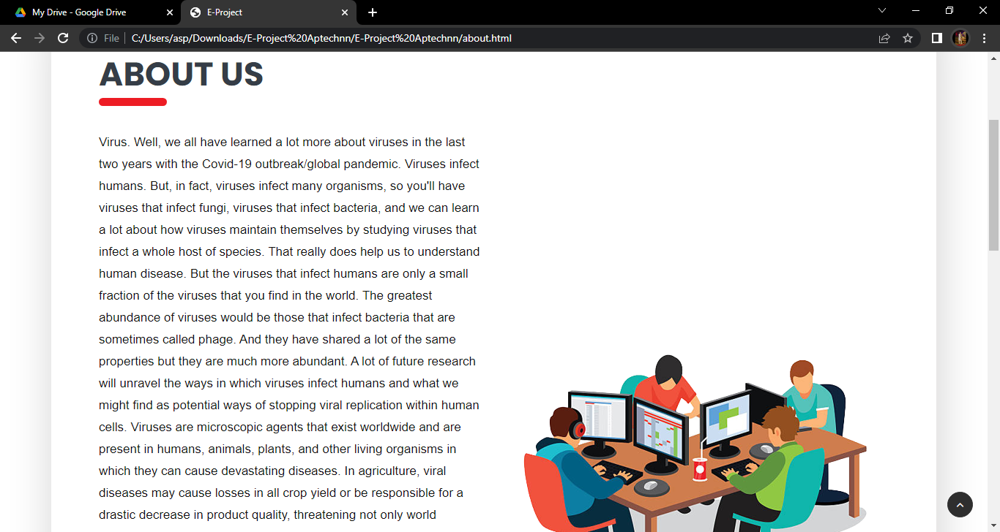 My Drive - Google Drive
E-Project
File
C:/Users/asp/Downloads/E-Project%20Aptechnn/E-Project%20Aptechnn/about.html
ABOUT US
Virus. Well, we all have learned a lot more about viruses in the last
two years with the Covid-19 outbreak/global pandemic. Viruses infect
humans. But, in fact, viruses infect many organisms, so you'll have
viruses that infect fungi, viruses that infect bacteria, and we can learn
a lot about how viruses maintain themselves by studying viruses that
infect a whole host of species. That really does help us to understand
human disease. But the viruses that infect humans are only a small
fraction of the viruses that you find in the world. The greatest
abundance of viruses would be those that infect bacteria that are
sometimes called phage. And they have shared a lot of the same
properties but they are much more abundant. A lot of future research
will unravel the ways in which viruses infect humans and what we
might find as potential ways of stopping viral replication within human
cells. Viruses are microscopic agents that exist worldwide and are
present in humans, animals, plants, and other living organisms in
which they can cause devastating diseases. In agriculture, viral
diseases may cause losses in all crop yield or be responsible for a
drastic decrease in product quality, threatening not only world